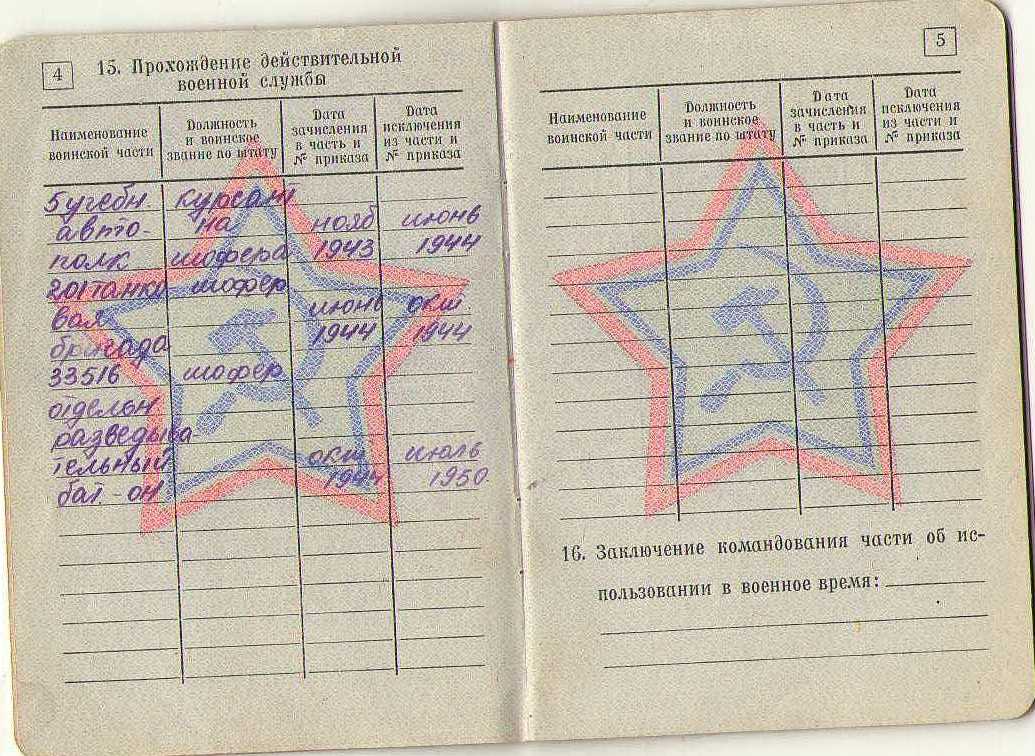 4
15. Прохождение действительной
военной службы
Наименование
воинской части
Должность
и воинское
звание по штату
Дата
зачисления
в часть и
№ приказа
Дата
исключения
из части и
№ приказа
5 учебн. курсант
авто- на нояб июнь
полк шофера 1943 1944
201 танко шофер
вая июнь окт.
бригада 1944 1944
33516 шофер
отдельн
разведыва-
тельный окт июль
бат.-он 1944 1950.
5
Наименование
воинской части
Должность
и воинское
звание по штату
Дата
зачисления
в часть и
№ приказа
Дата
исключения
из части и
№ приказа
16. Заключение командования части об ис-
пользовании в военное время: